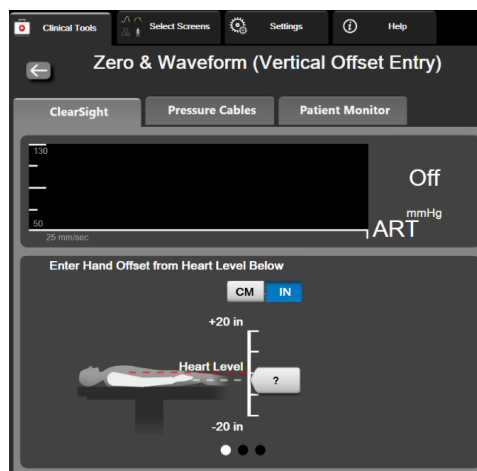 Clinical Tools
Select Screens
Settings
Help
Zero & Waveform (Vertical Offset Entry)
ClearSight
Pressure Cables
Patient Monitor
130
50
25 mm/sec
Off
mmHg
ART
Enter Hand Offset from Heart Level Below
CM IN
+20 in
Heart Level
?
-20 in